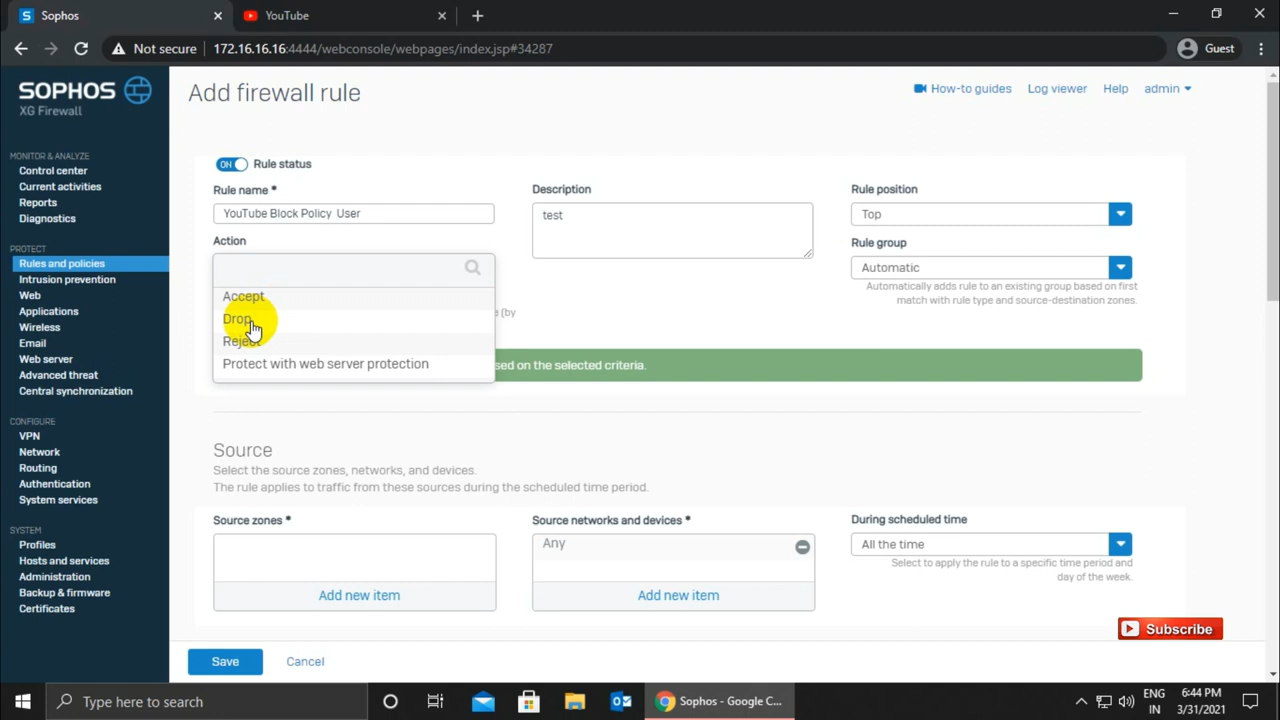 Sophos
YouTube
Not secure
172.16.16.16:4444/webconsole/webpages/index.jsp#34287
Guest
SOPHOS
XG Firewall
Add firewall rule
How-to guides
Log viewer
Help
admin
MONITOR & ANALYZE
Control center
Current activities
Reports
Diagnostics
PROTECT
Rules and policies
Intrusion prevention
Web
Applications
Wireless
Email
Web server
Advanced threat
Central synchronization
CONFIGURE
VPN
Network
Routing
Authentication
System services
SYSTEM
Profiles
Hosts and services
Administration
Backup & firmware
Certificates
ON
Rule status
Rule name *
YouTube Block Policy User
Description
test
Rule position
Top
Action
Accept
Drop
Reject
Protect with web server protection
Rule group
Automatic
Automatically adds rule to an existing group based on first
match with rule type and source-destination zones.
(by
sed on the selected criteria.
Source
Select the source zones, networks, and devices.
The rule applies to traffic from these sources during the scheduled time period.
Source zones *
Add new item
Source networks and devices *
Any
Add new item
During scheduled time
All the time
Select to apply the rule to a specific time period and
day of the week.
Subscribe
Save
Cancel
Type here to search
Sophos - Google C...
ENG
IN
6:44 PM
3/31/2021